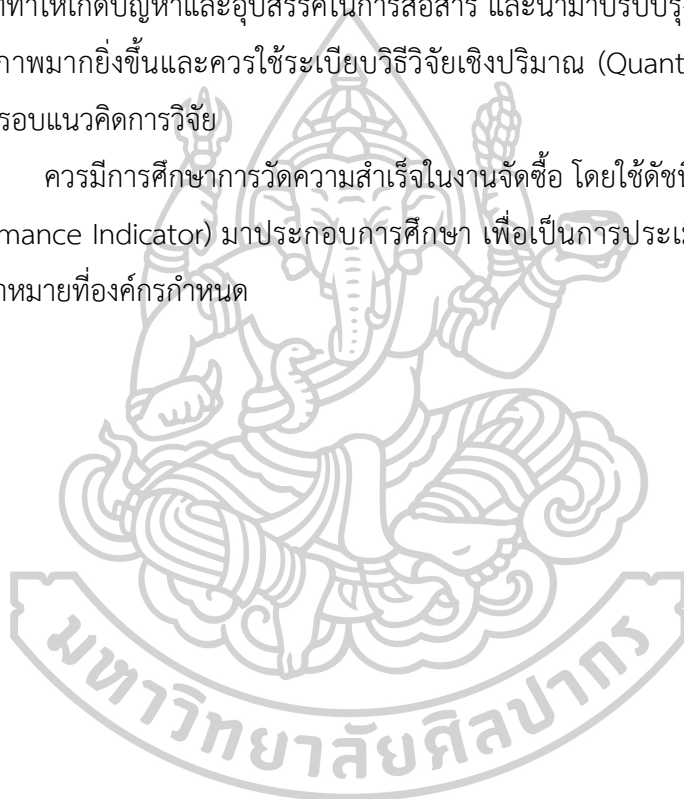 ที่ทำให้เกิดปัญหาและอุปสรรคในการสื่อสาร และนำมาปรับปรุ
ภาพมากยิ่งขึ้นและควรใช้ระเบียบวิธีวิจัยเชิงปริมาณ (Quant
รอบแนวคิดการวิจัย
ควรมีการศึกษาการวัดความสำเร็จในงานจัดซื้อ โดยใช้ดัชนี
mance Indicator) มาประกอบการศึกษา เพื่อเป็นการประเมิ
าหมายที่องค์กรกำหนด
มหาวิทยาลัยศิลปากร